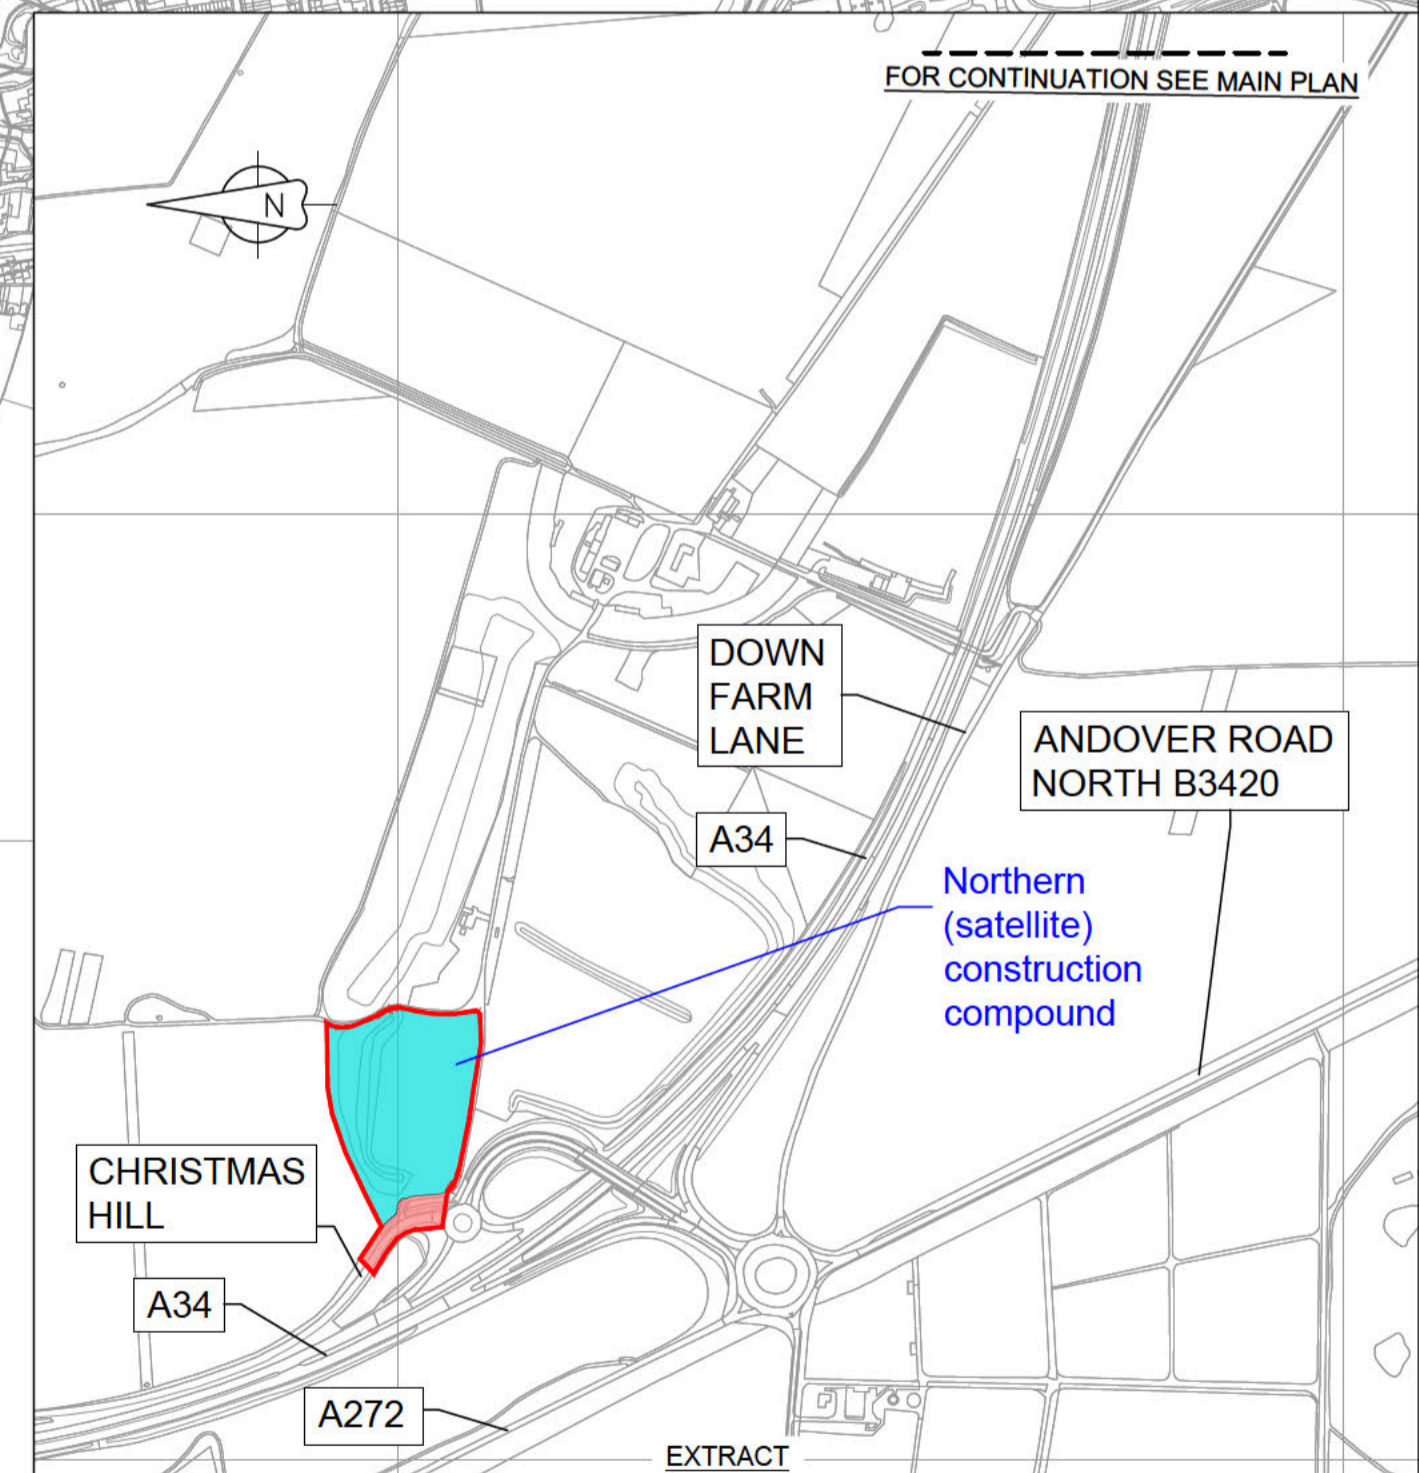 FOR CONTINUATION SEE MAIN PLAN
N
DOWN
FARM
LANE
ANDOVER ROAD
NORTH B3420
A34
Northern
(satellite)
construction
compound
CHRISTMAS
HILL
A34
A272
EXTRACT